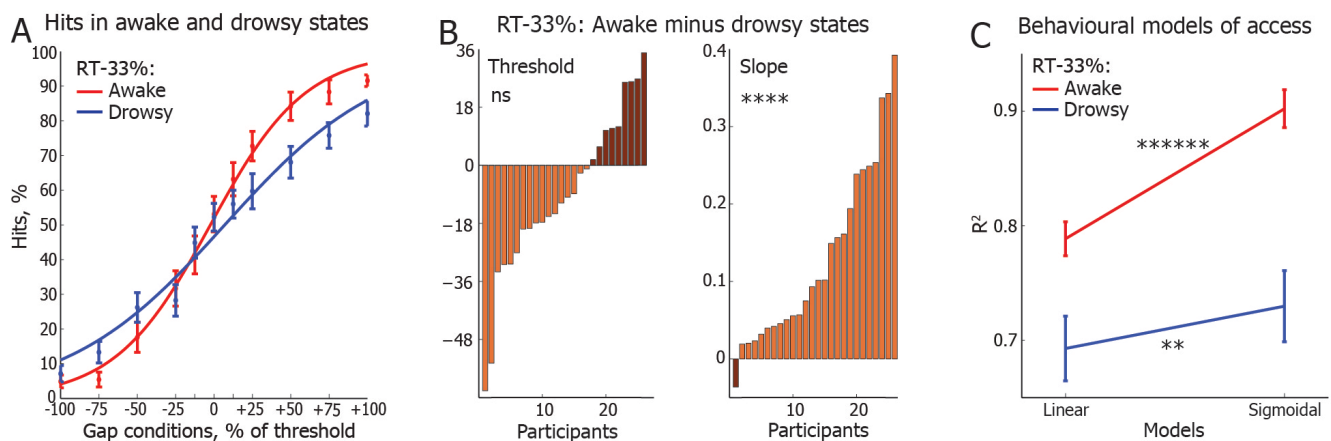 A
Hits in awake and drowsy states
Hits, %
100
90
80
70
60
50
40
30
20
10
0
RT-33%:
Awake
Drowsy
-100
-75
-50
-25
0
+25
+50
+75
+100
Gap conditions, % of threshold
B
RT-33%: Awake minus drowsy states
36
18
0
−18
−36
−48
Threshold
ns
10
20
Participants
0.4
0.3
0.2
0.1
0
Slope
****
10
20
Participants
C
Behavioural models of access
R2
0.9
0.8
0.7
RT-33%:
Awake
Drowsy
******
**
Linear
Sigmoidal
Models